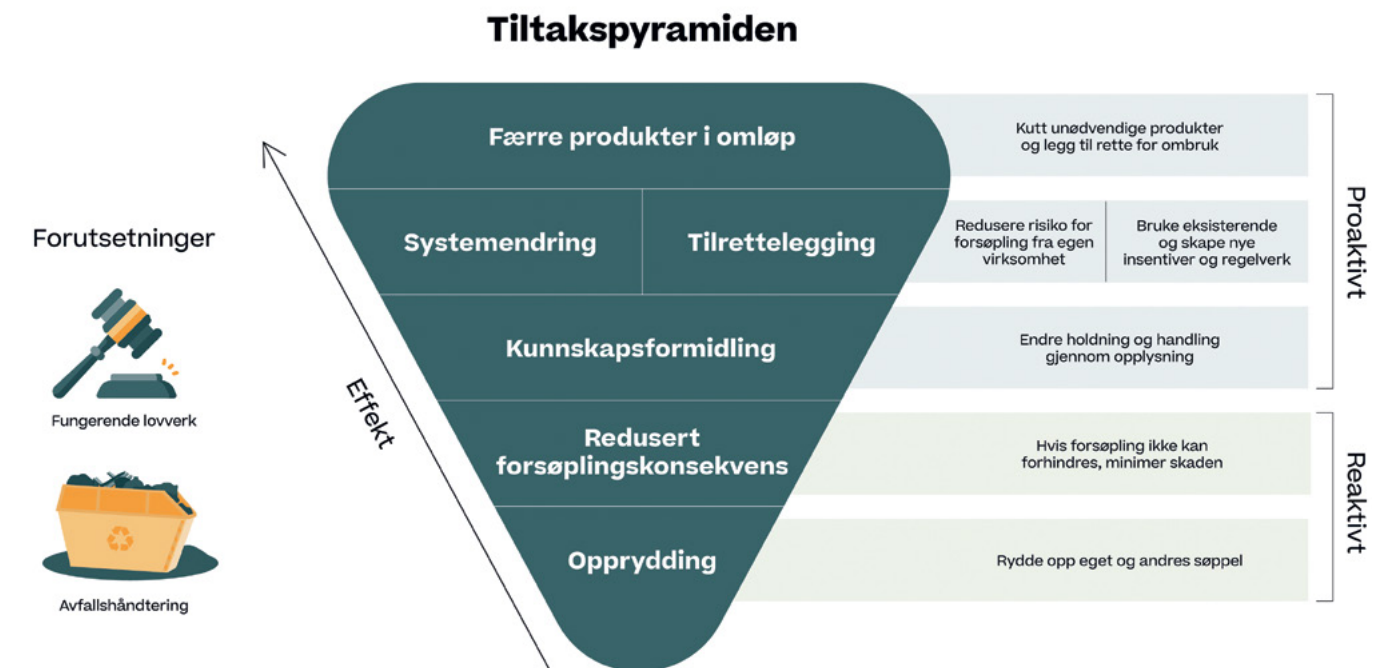 Tiltakspyramiden
Forutsetninger
Fungerende lovverk
Avfallshåndtering
Effekt
Færre produkter i omløp
Kutt unødvendige produkter
og legg til rette for ombruk
Systemendring
Tilrettelegging
Redusere risiko for
forsøpling fra egen
virksomhet
Bruke eksisterende
og skape nye
insentiver og regelverk
Kunnskapsformidling
Endre holdning og handling
gjennom opplysning
Proaktivt
Redusert
forsøplingskonsekvens
Hvis forsøpling ikke kan
forhindres, minimer skaden
Opprydding
Rydde opp eget og andres søppel
Reaktivt